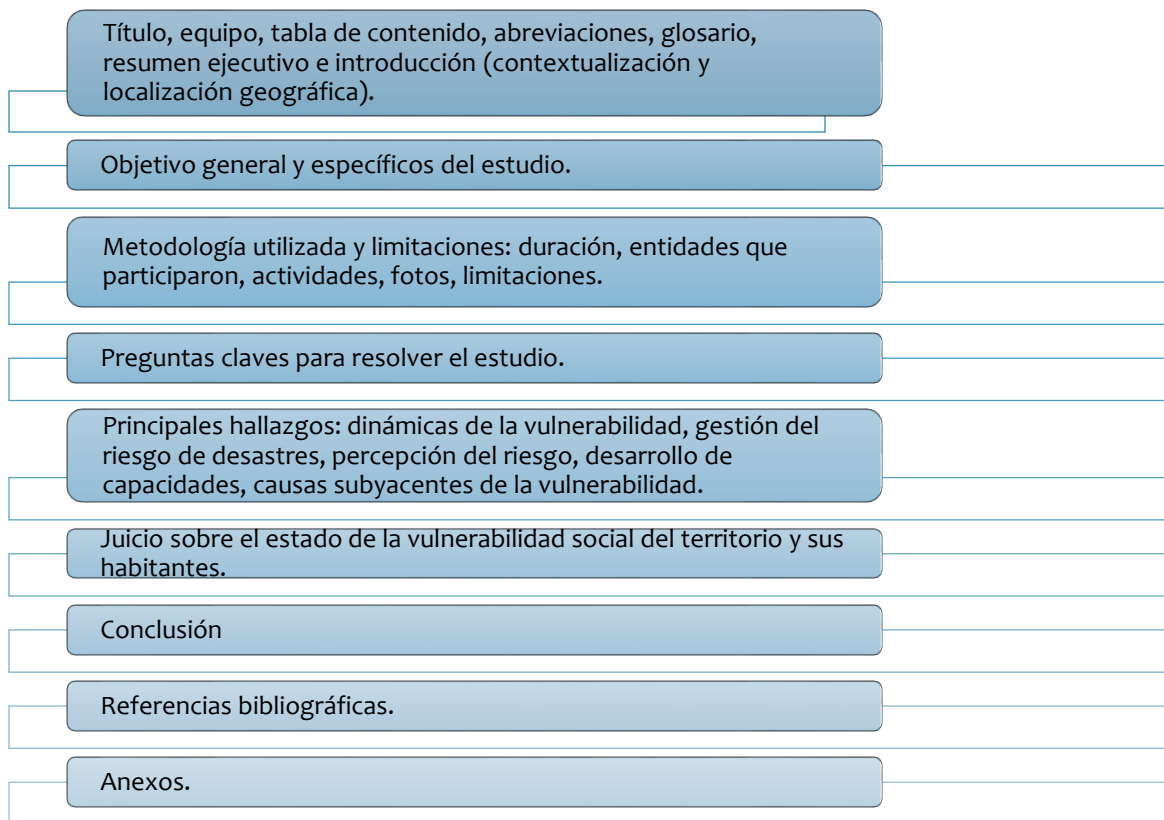 Título, equipo, tabla de contenido, abreviaciones, glosario,
resumen ejecutivo e introducción (contextualización y
localización geográfica).
Objetivo general y específicos del estudio.
Metodología utilizada y limitaciones: duración, entidades que
participaron, actividades, fotos, limitaciones.
Preguntas claves para resolver el estudio.
Principales hallazgos: dinámicas de la vulnerabilidad, gestión del
riesgo de desastres, percepción del riesgo, desarrollo de
capacidades, causas subyacentes de la vulnerabilidad.
Juicio sobre el estado de la vulnerabilidad social del territorio y sus
habitantes.
Conclusión
Referencias bibliográficas.
Anexos.